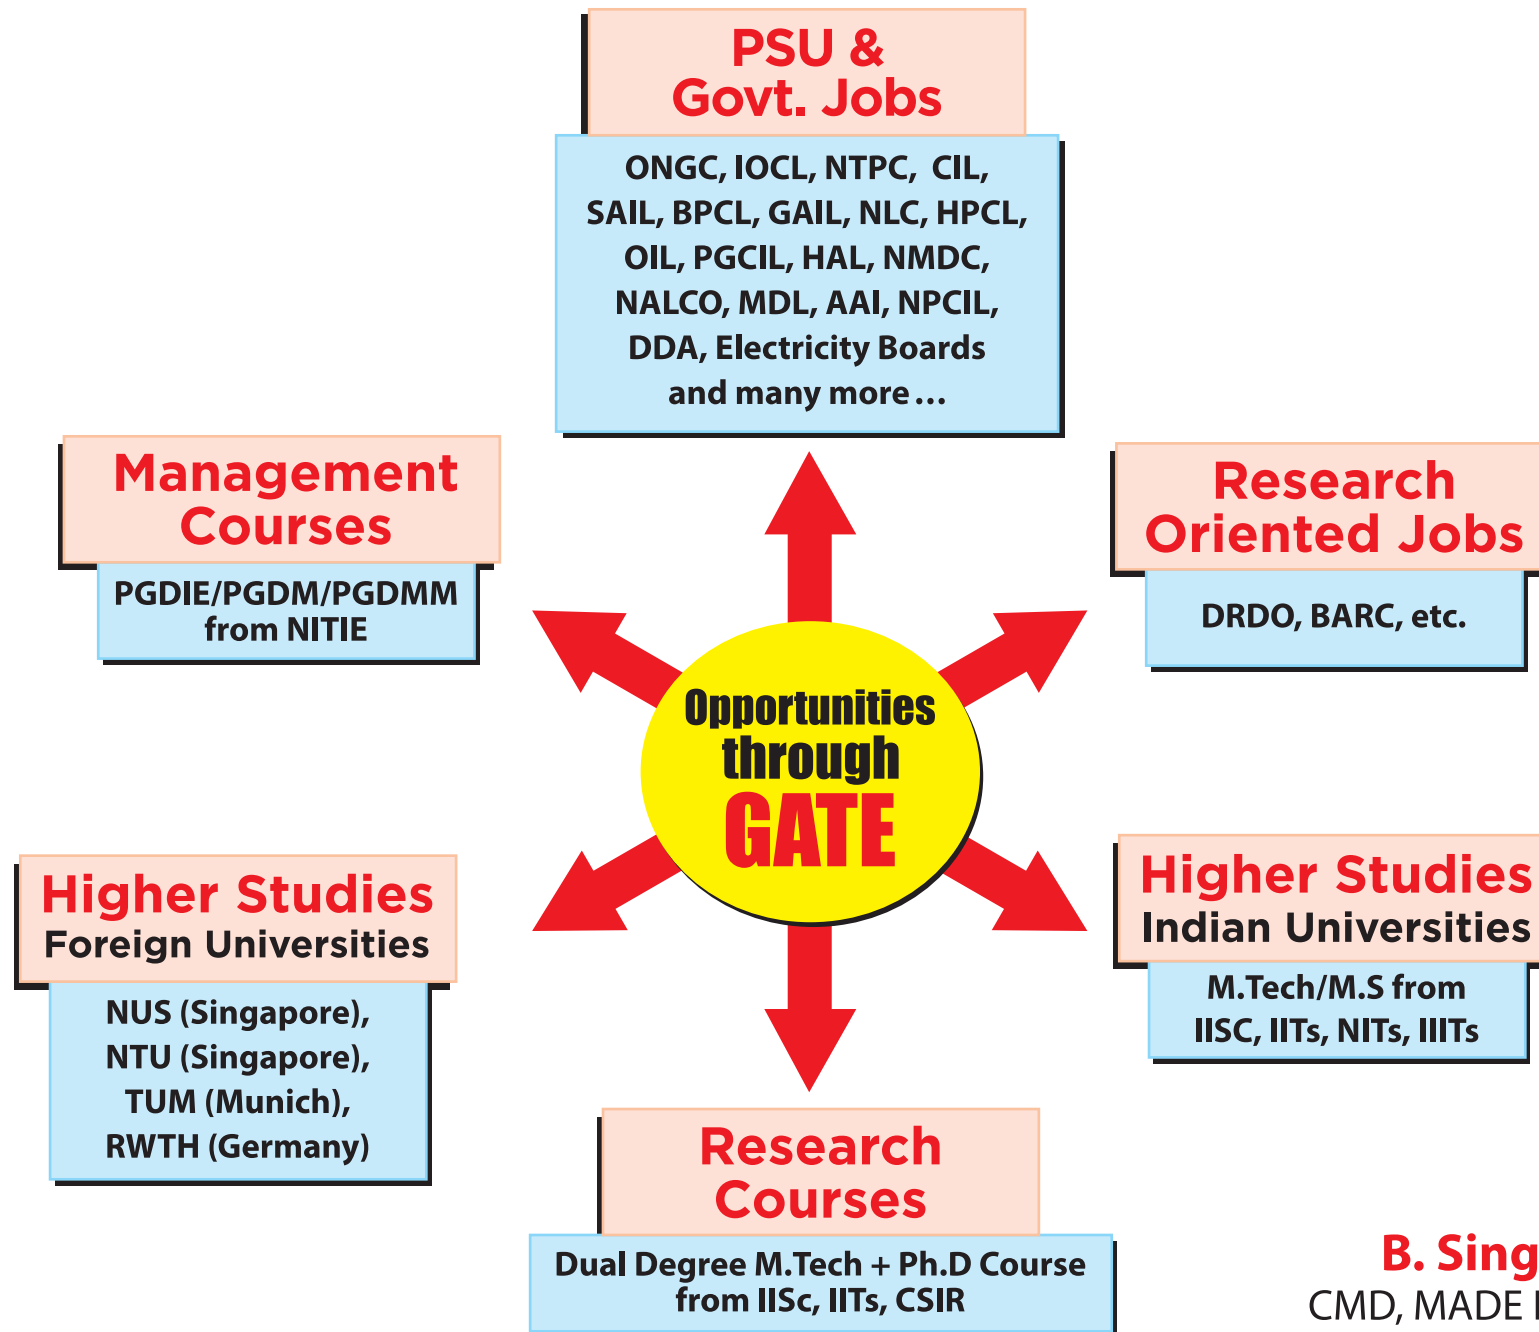 PSU &
Govt. Jobs
ONGC, IOCL, NTPC, CIL,
SAIL, BPCL, GAIL, NLC, HPCL,
OIL, PGCIL, HAL, NMDC,
NALCO, MDL, AAI, NPCIL,
DDA, Electricity Boards
and many more ...
Management
Courses
PGDIE/PGDM/PGDMM
from NITIE
Research
Oriented Jobs
DRDO, BARC, etc.
Opportunities
through
GATE
Higher Studies
Foreign Universities
NUS (Singapore),
NTU (Singapore),
TUM (Munich),
RWTH (Germany)
Higher Studies
Indian Universities
M.Tech/M.S from
IISC, IITs, NITs, IIITs
Research
Courses
Dual Degree M.Tech + Ph.D Course
from IISc, IITs, CSIR
B. Sing
CMD, MADE